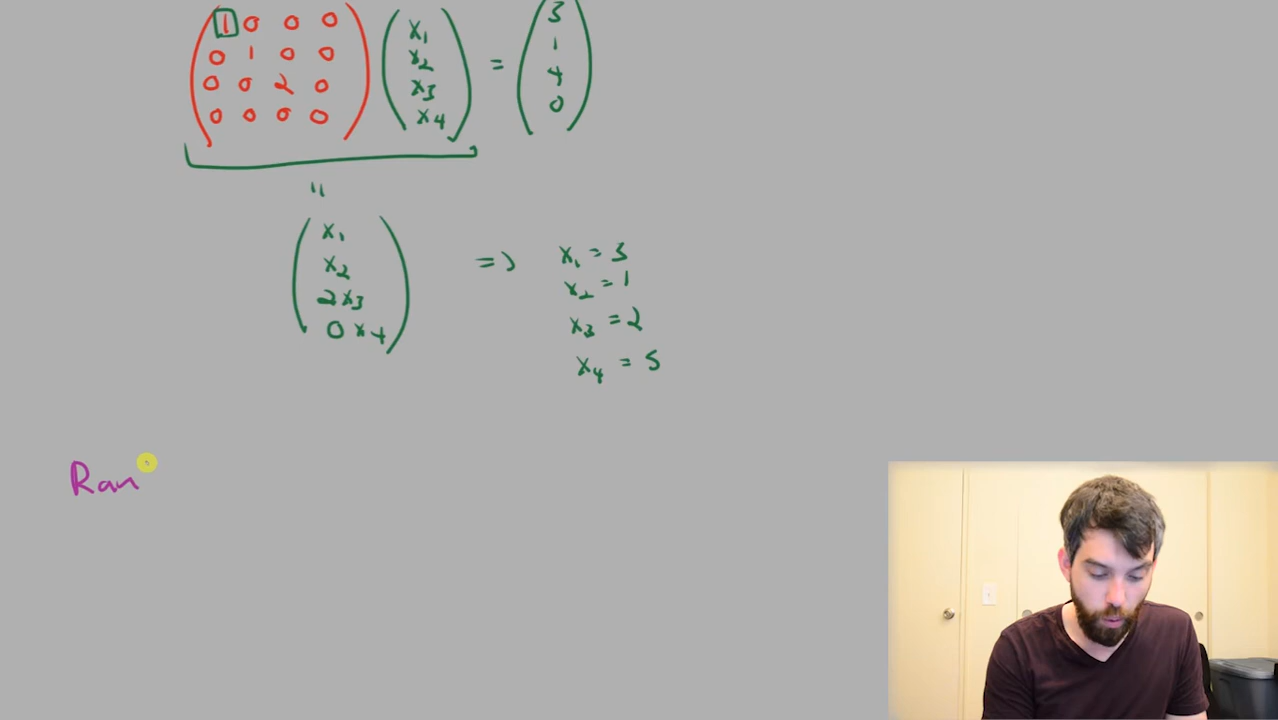 1 0 0 0 x1 3
0 1 0 0 x2 = 1
0 0 2 0 x3 4
0 0 0 0 x4 0
"
x1
x2
2x3
0x4
=>
x1 = 3
x2 = 1
x3 = 2
x4 = 5
Ran